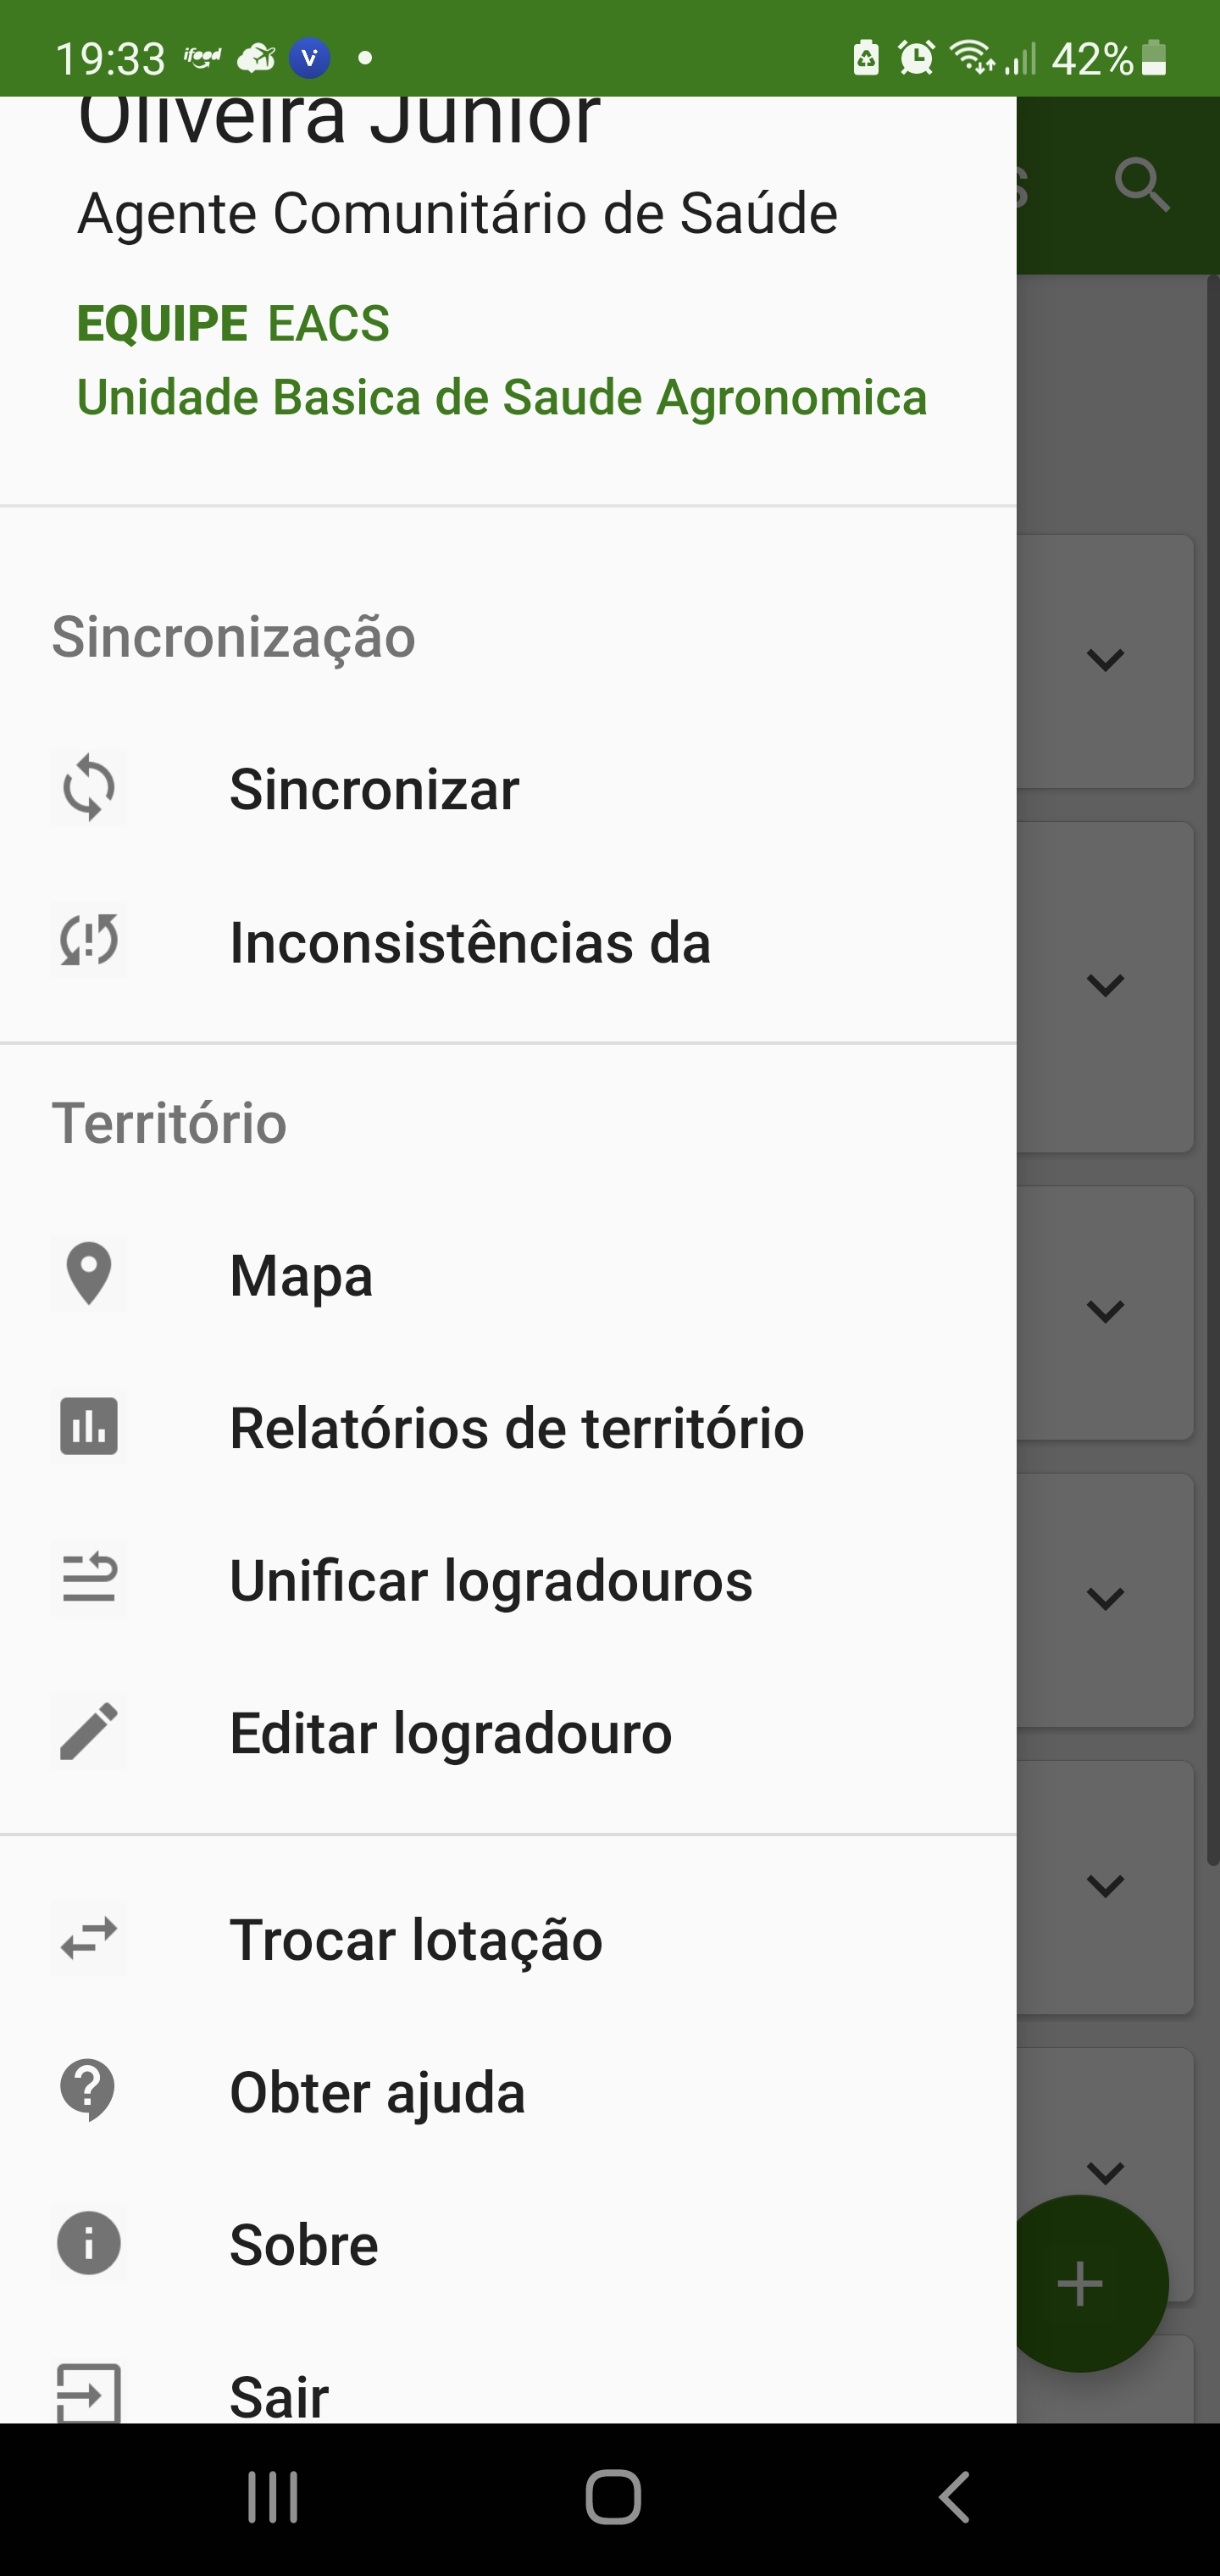 19:33 ifood V 42%
Oliveira Junior
Agente Comunitário de Saúde
EQUIPE EACS
Unidade Basica de Saude Agronomica
Sincronização
Sincronizar
Inconsistências da
Território
Mapa
Relatórios de território
Unificar logradouros
Editar logradouro
Trocar lotação
Obter ajuda
Sobre
Sair